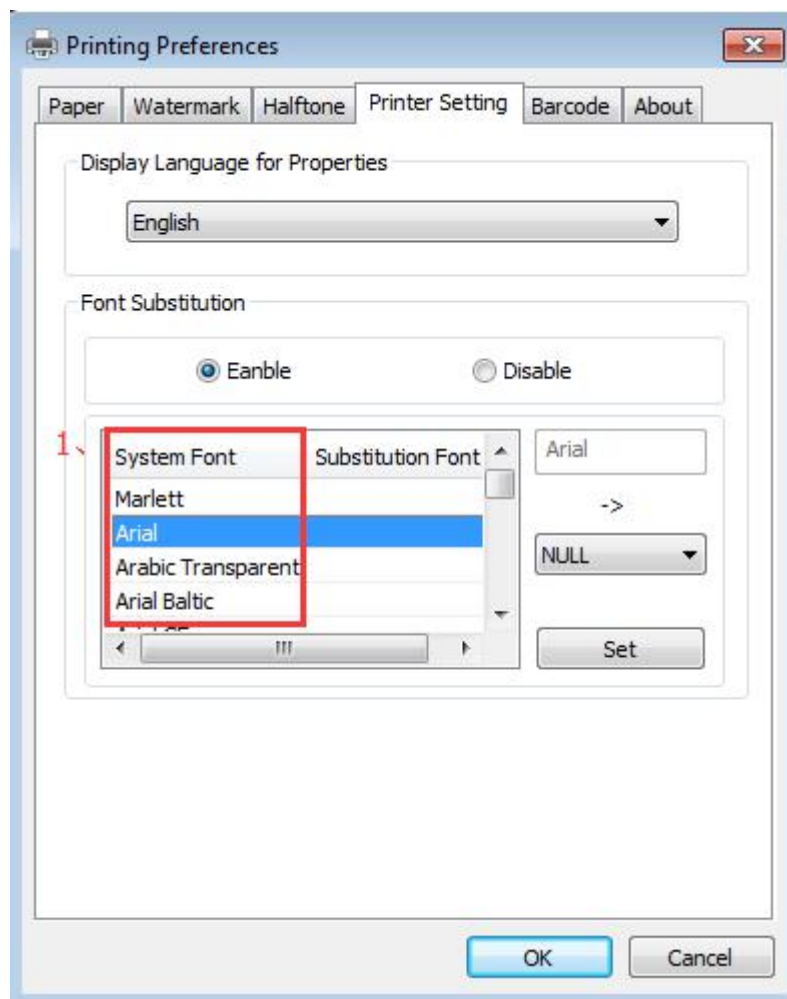 Printing Preferences
Paper Watermark Halftone Printer Setting Barcode About
Display Language for Properties
English
Font Substitution
Eanble Disable
1、
System Font Substitution Font
Marlett
Arial
Arabic Transparent
Arial Baltic
Arial
->
NULL
Set
OK Cancel